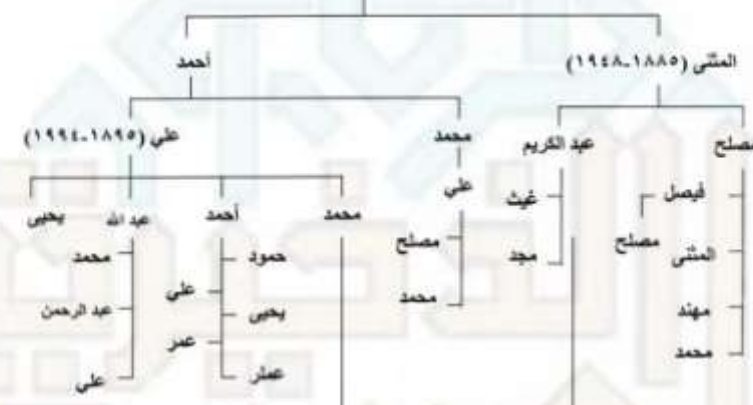 أحمد
المثنى (١٨٨٥-١٩٤٨)
علي (١٨٩٥-١٩٩٤)
محمد
عبد الكريم
مصلح
يحيى
عبد الله
أحمد
محمد
علي
غيث
فيصل
محمد
حمود
مصلح
مجد
مصلح
المثنى
عبد الرحمن
علي
يحيى
محمد
مهند
علي
عمر
محمد